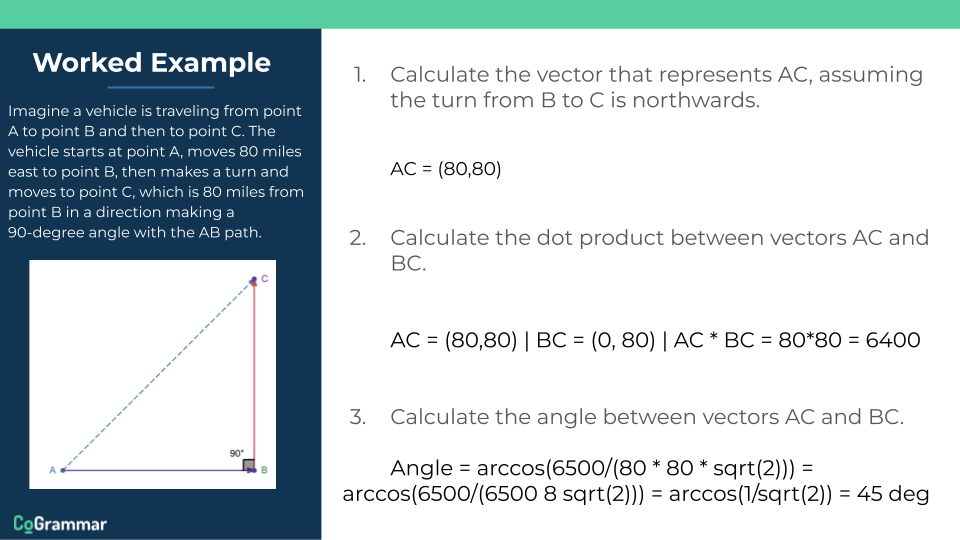 Worked Example
Imagine a vehicle is traveling from point
A to point B and then to point C. The
vehicle starts at point A, moves 80 miles
east to point B, then makes a turn and
moves to point C, which is 80 miles from
point B in a direction making a
90-degree angle with the AB path.
C
90°
A
B
CoGrammar
1. Calculate the vector that represents AC, assuming
the turn from B to C is northwards.
AC = (80,80)
2. Calculate the dot product between vectors AC and
BC.
AC = (80,80) | BC = (0, 80) | AC * BC = 80*80 = 6400
3. Calculate the angle between vectors AC and BC.
Angle = arccos(6500/(80 * 80 * sqrt(2))) =
arccos(6500/(6500 8 sqrt(2))) = arccos(1/sqrt(2)) = 45 deg